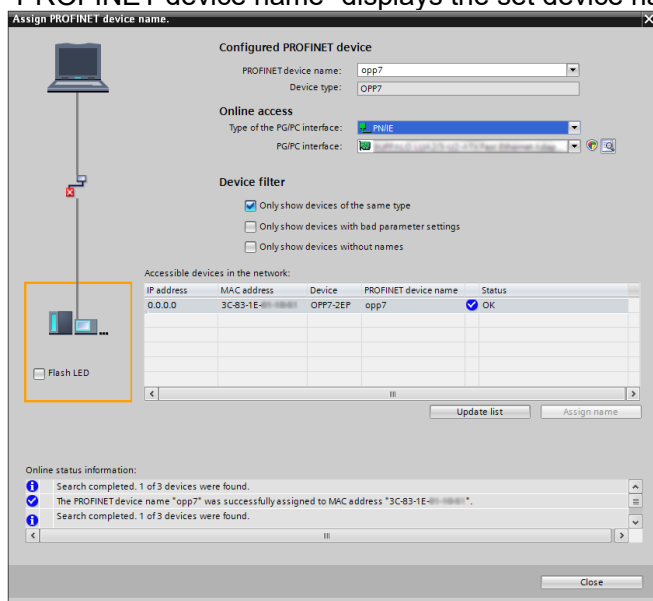 PROFINET device name" displays the set device na
Assign PROFINET device name.
Configured PROFINET device
PROFINET device name: opp7
Device type: OPP7
Online access
Type of the PG/PC interface: PN/IE
PG/PC interface:
Device filter
Only show devices of the same type
Only show devices with bad parameter settings
Only show devices without names
Accessible devices in the network:
IP address MAC address Device PROFINET device name Status
0.0.0.0 3C-83-1E- OPP7-2EP opp7 OK
Flash LED
Update list Assign name
Online status information:
Search completed. 1 of 3 devices were found.
The PROFINET device name "opp7" was successfully assigned to MAC address "3C-83-1E- ".
Search completed. 1 of 3 devices were found.
Close